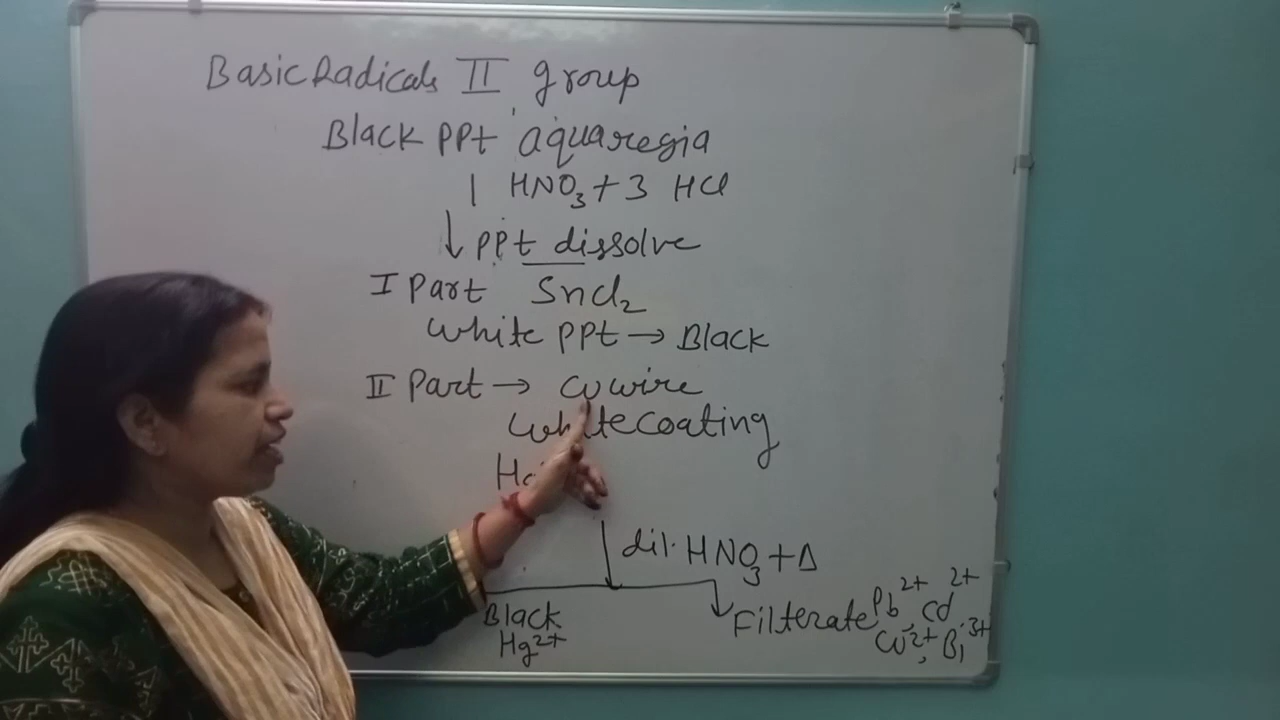 Basic Radicals II group
Black PPt aquaregia
1 HNO3 + 3 HCl
↓ PPt dissolve
I Part SnCl2
White PPt → Black
II Part → Cu wire
White Coating
↓ dil. HNO3 + Δ
Black
Hg2+
Filterate Pb2+, Cd2+
Cu2+, Bi3+